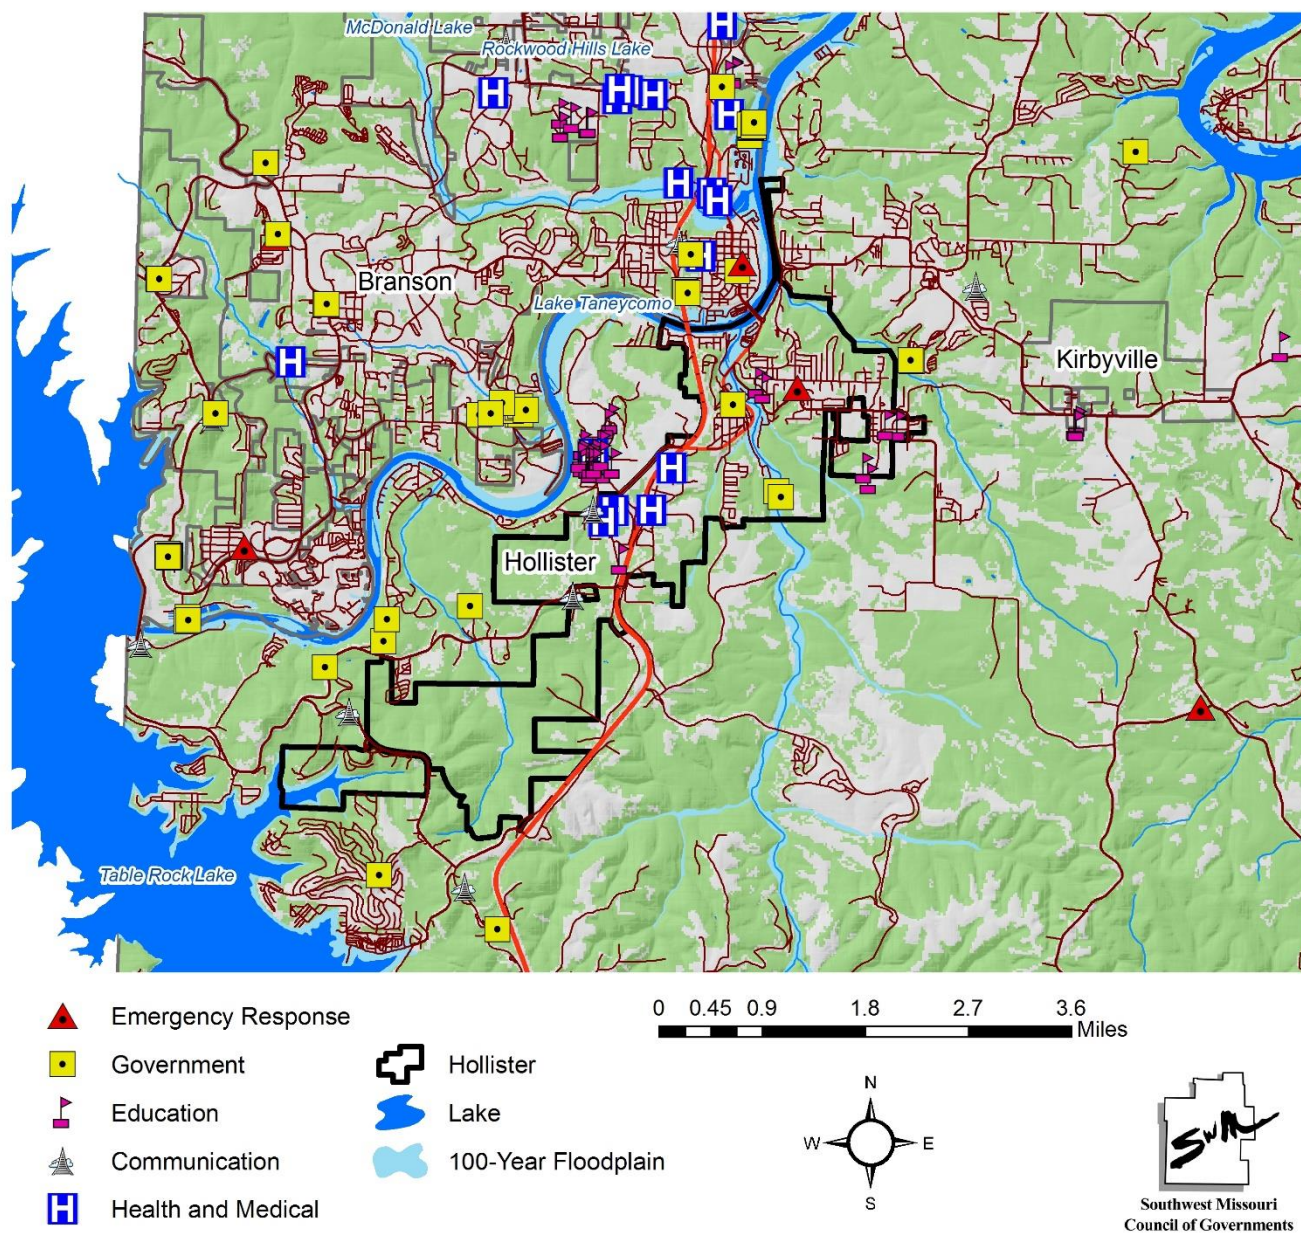 McDonald Lake
Rockwood Hills Lake
Branson
Lake Taneycomo
Kirbyville
Hollister
Table Rock Lake
Emergency Response
Government
Education
Communication
Health and Medical
Hollister
Lake
100-Year Floodplain
0 0.45 0.9 1.8 2.7 3.6
Miles
N
W E
S
SWM
Southwest Missouri
Council of Governments